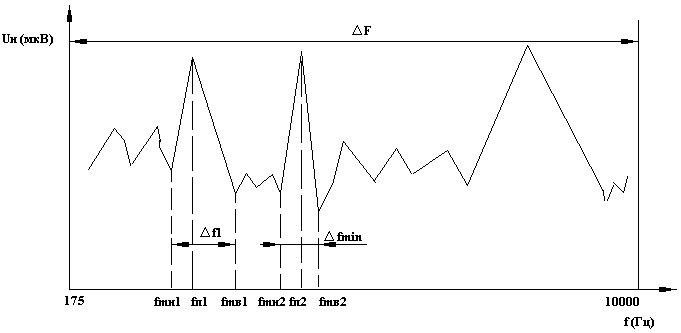 △F
Uн (мкВ)
△f1
△fmin
175
fmн1
fп1
fmв1
fmн2
fп2
fmв2
10000
f (Гц)